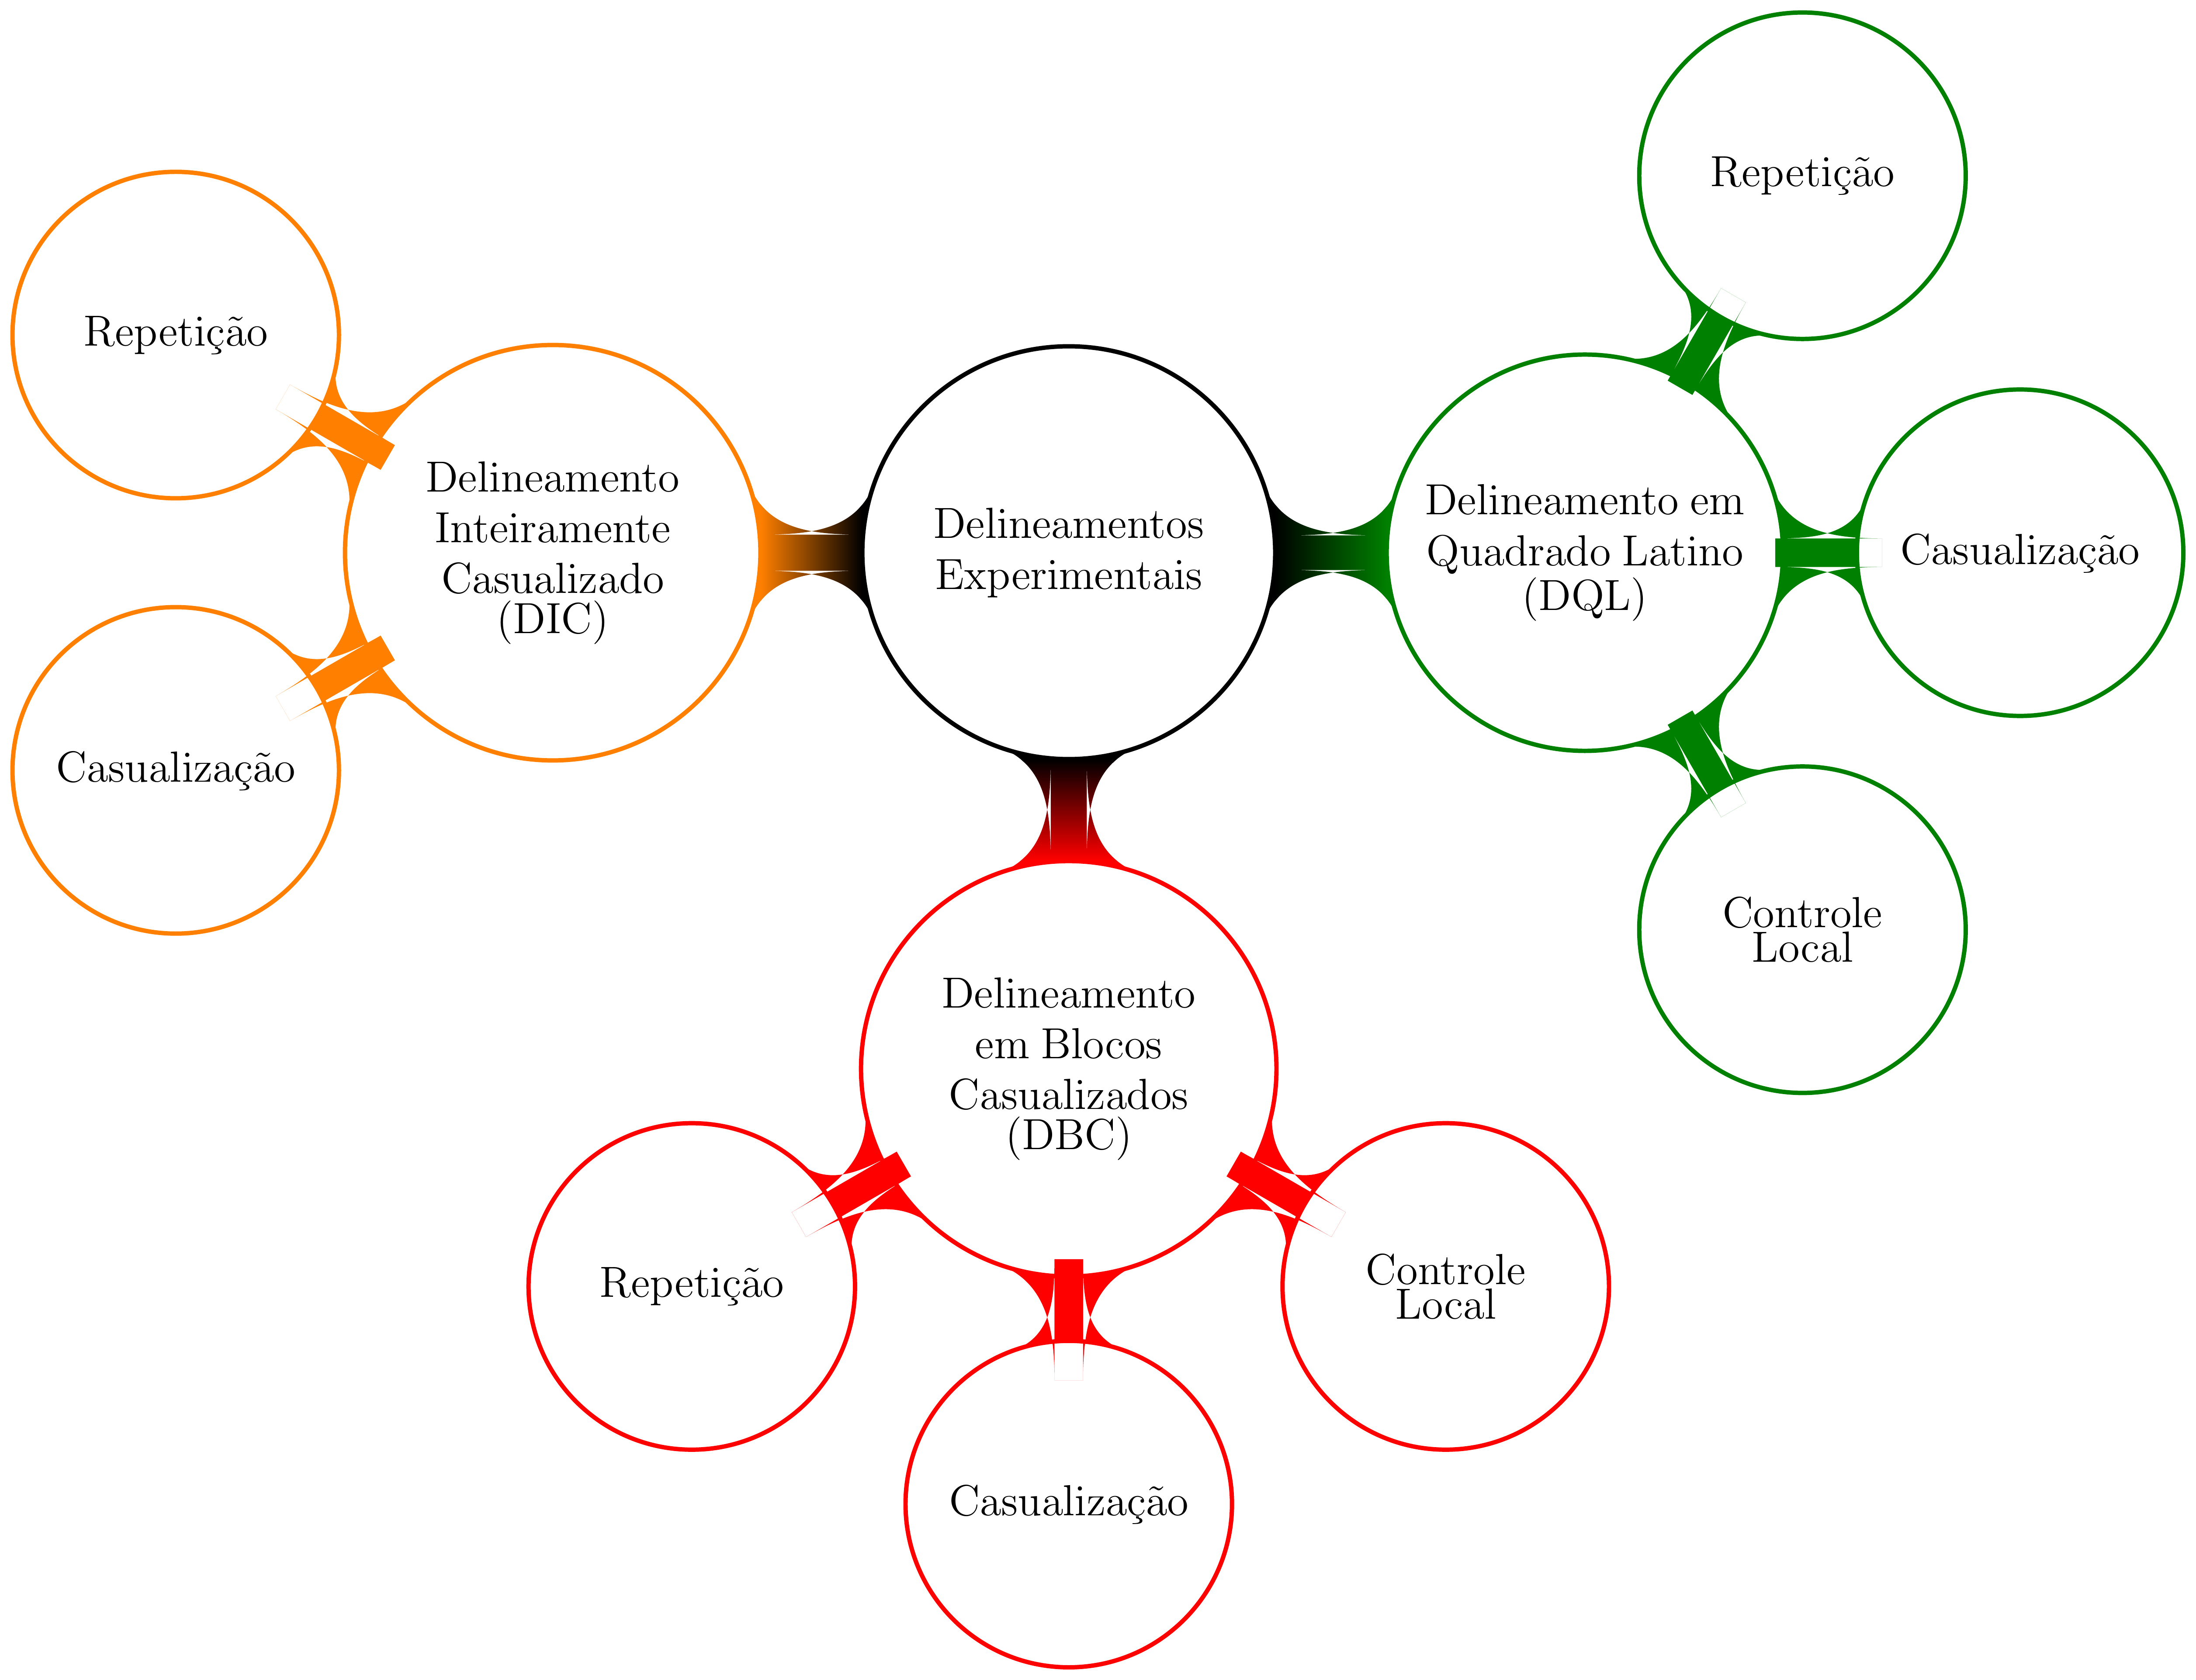 Repetição
Repetição
Delineamento
Inteiramente
Casualizado
(DIC)
Delineamentos
Experimentais
Delineamento em
Quadrado Latino
(DQL)
Casualização
Casualização
Controle
Local
Delineamento
em Blocos
Casualizados
(DBC)
Repetição
Controle
Local
Casualização